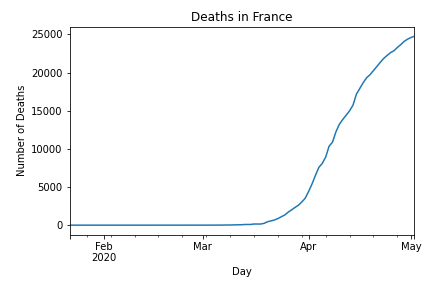 Deaths in France
25000
20000
15000
10000
5000
0
Number of Deaths
Feb
2020
Mar
Apr
May
Day